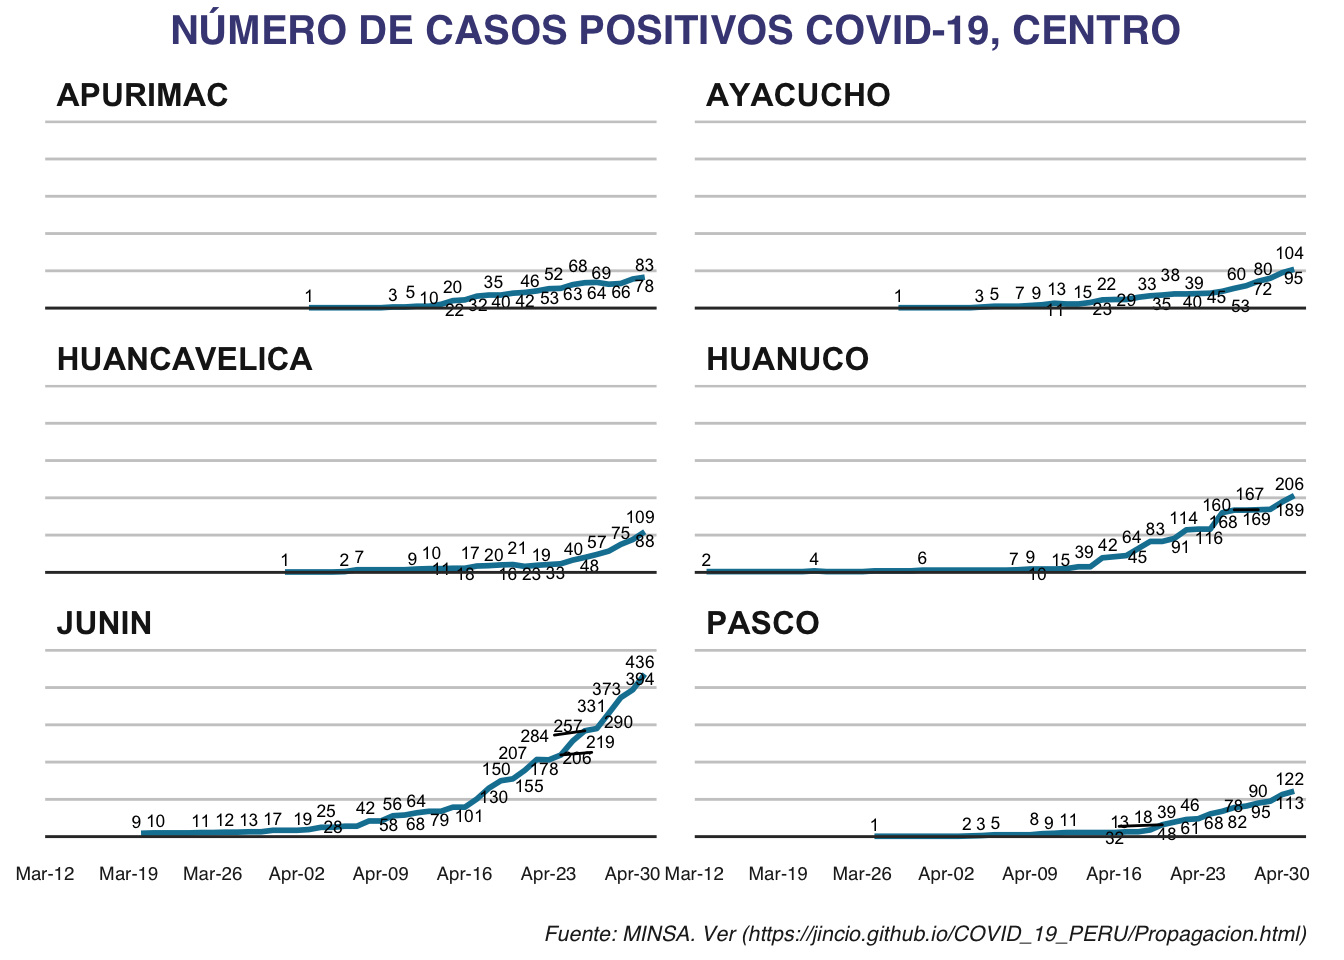 NÚMERO DE CASOS POSITIVOS COVID-19, CENTRO
APURIMAC
1 3 5 10 20 22 32 35 40 46 42 52 53 68 63 69 64 66 83 78
AYACUCHO
1 3 5 7 9 13 11 15 22 23 29 33 35 38 39 40 45 60 53 80 72 104 95
HUANCAVELICA
1 2 7 9 10 11 17 18 20 16 21 23 19 33 40 48 57 75 109 88
HUANUCO
2 4 6 7 9 10 15 39 42 64 45 83 91 114 116 160 168 167 169 206 189
JUNIN
9 10 11 12 13 17 19 25 28 42 56 58 64 68 79 101 130 150 207 155 284 178 257 206 219 331 290 373 436 394
PASCO
1 2 3 5 8 9 11 13 32 18 39 48 46 61 68 78 82 90 95 122 113
Mar-12 Mar-19 Mar-26 Apr-02 Apr-09 Apr-16 Apr-23 Apr-30 Mar-12 Mar-19 Mar-26 Apr-02 Apr-09 Apr-16 Apr-23 Apr-30
Fuente: MINSA. Ver (https://jincio.github.io/COVID_19_PERU/Propagacion.html)